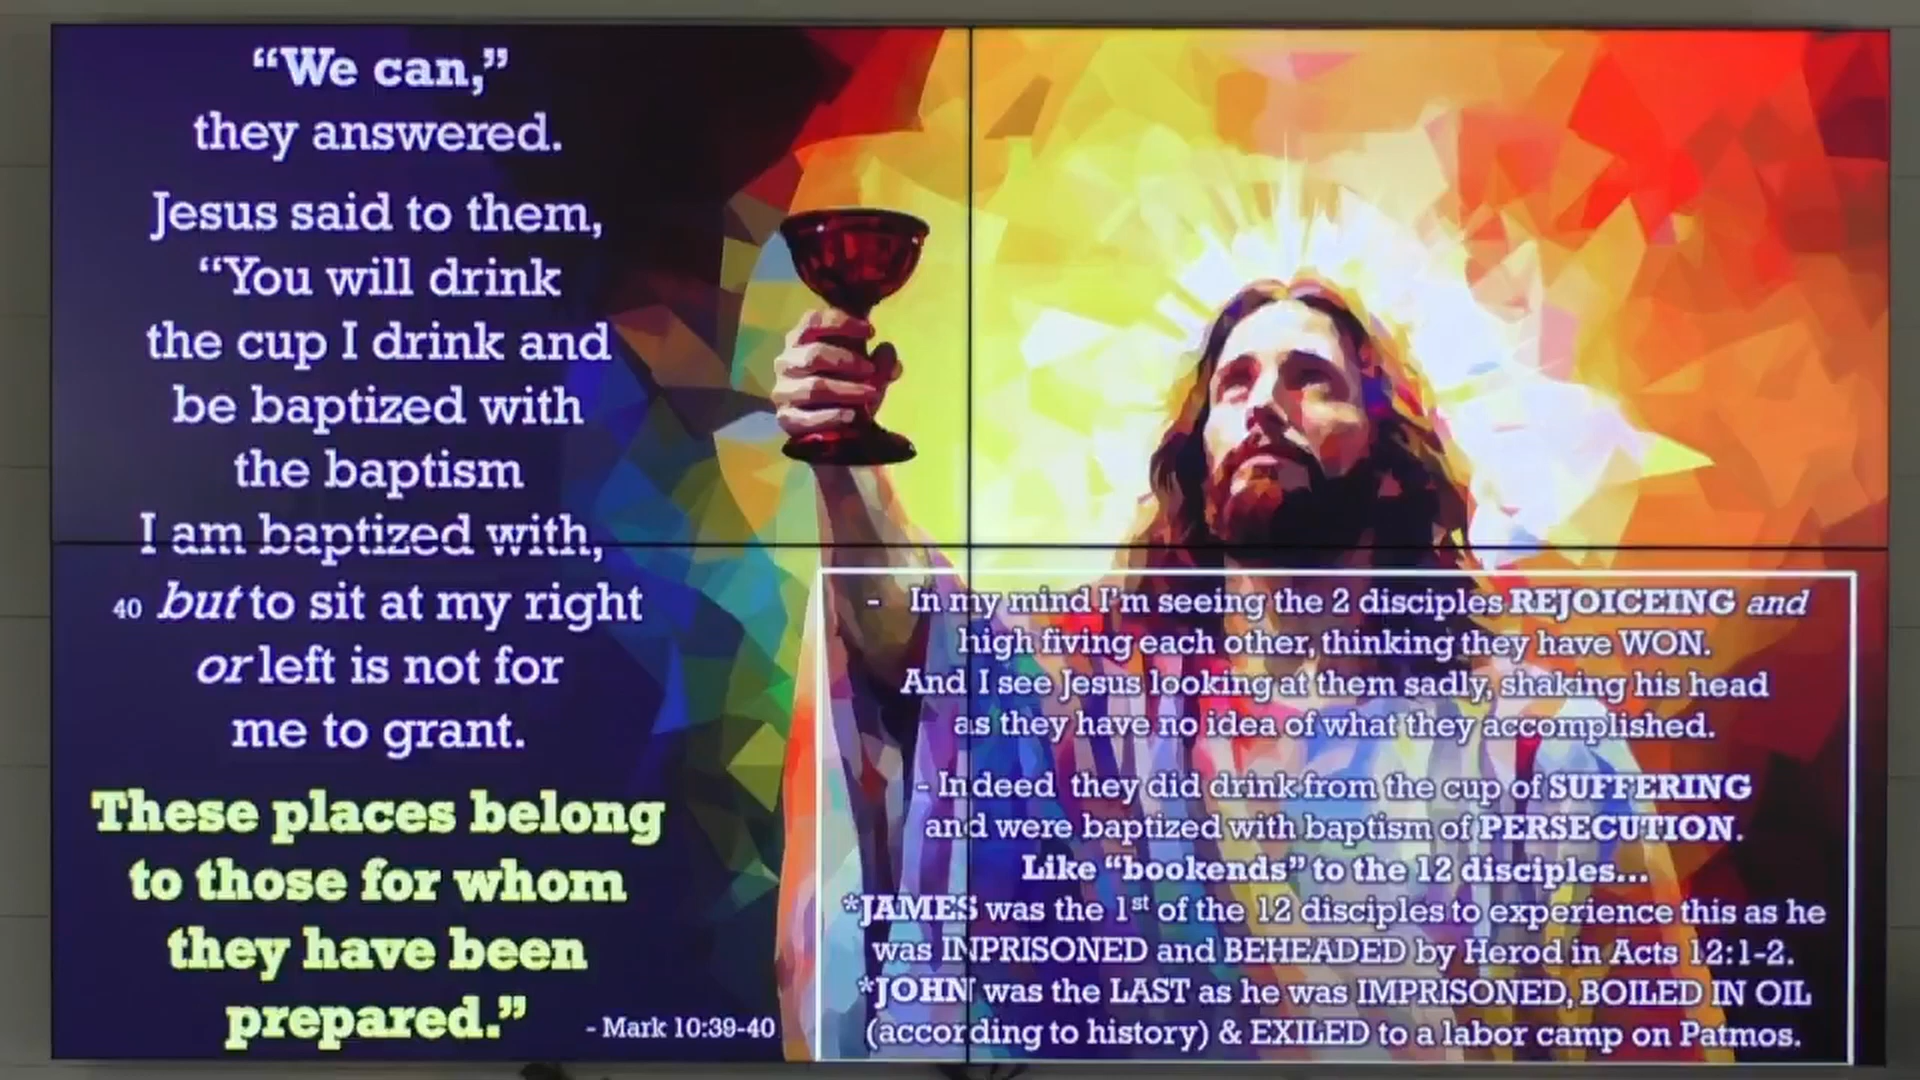 “We can,”
they answered.
Jesus said to them,
“You will drink
the cup I drink and
be baptized with
the baptism
I am baptized with,
40 but to sit at my right
or left is not for
me to grant.
These places belong
to those for whom
they have been
prepared.”
- Mark 10:39-40
- In my mind I’m seeing the 2 disciples REJOICEING and
high fiving each other, thinking they have WON.
And I see Jesus looking at them sadly, shaking his head
as they have no idea of what they accomplished.
- Indeed they did drink from the cup of SUFFERING
and were baptized with baptism of PERSECUTION.
Like “bookends” to the 12 disciples...
*JAMES was the 1st of the 12 disciples to experience this as he
was INPRISONED and BEHEADED by Herod in Acts 12:1-2.
*JOHN was the LAST as he was IMPRISONED, BOILED IN OIL
(according to history) & EXILED to a labor camp on Patmos.